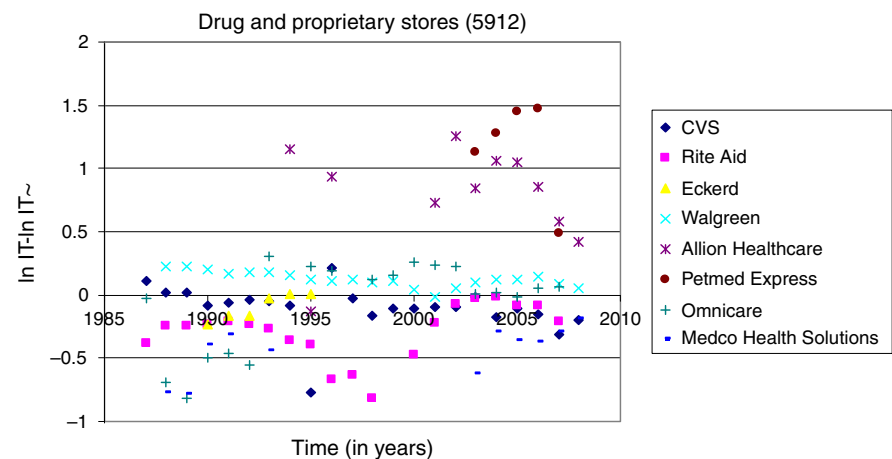 Drug and proprietary stores (5912)
2
1.5
1
0.5
0
−0.5
−1
1985
1990
1995
2000
2005
2010
ln IT-ln IT~
Time (in years)
CVS
Rite Aid
Eckerd
Walgreen
Allion Healthcare
Petmed Express
Omnicare
Medco Health Solutions